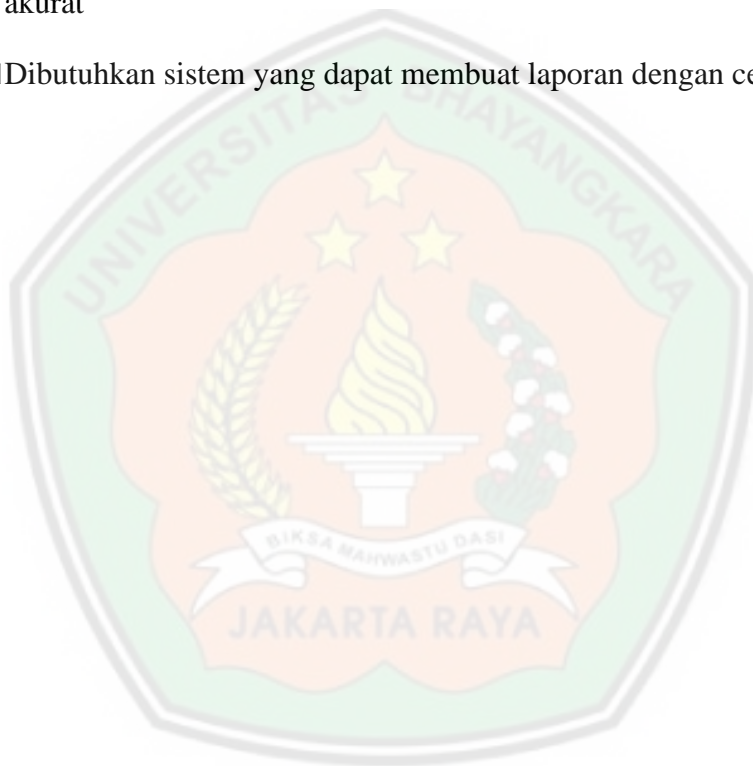 akurat
Dibutuhkan sistem yang dapat membuat laporan dengan ce
UNIVERSITAS BHAYANGKARA
BIKSA MAHWASTU DASI
JAKARTA RAYA